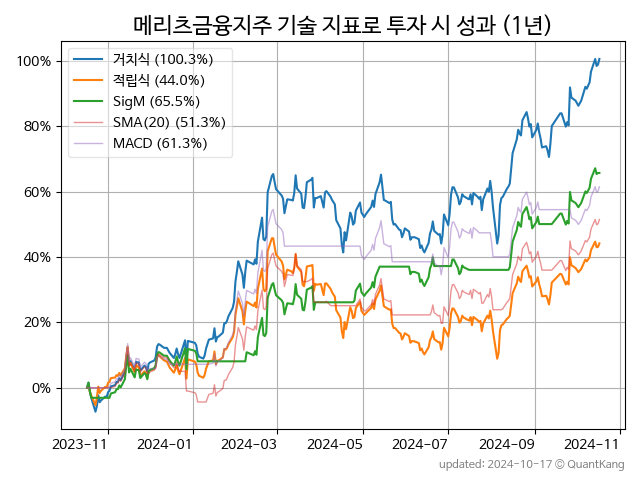 메리츠금융지주 기술 지표로 투자 시 성과 (1년)
거치식 (100.3%)
적립식 (44.0%)
SigM (65.5%)
SMA(20) (51.3%)
MACD (61.3%)
100%
80%
60%
40%
20%
0%
2023-11 2024-01 2024-03 2024-05 2024-07 2024-09 2024-11
updated: 2024-10-17 © QuantKang